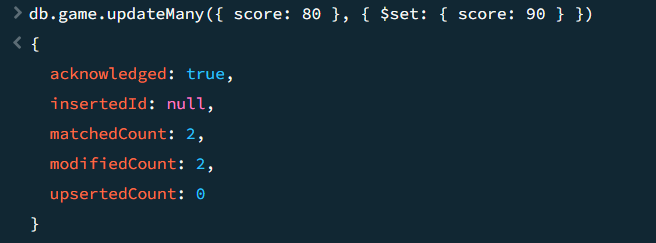 > db.game.updateMany({ score: 80 }, { $set: { score: 90 } })
< {
acknowledged: true,
insertedId: null,
matchedCount: 2,
modifiedCount: 2,
upsertedCount: 0
}